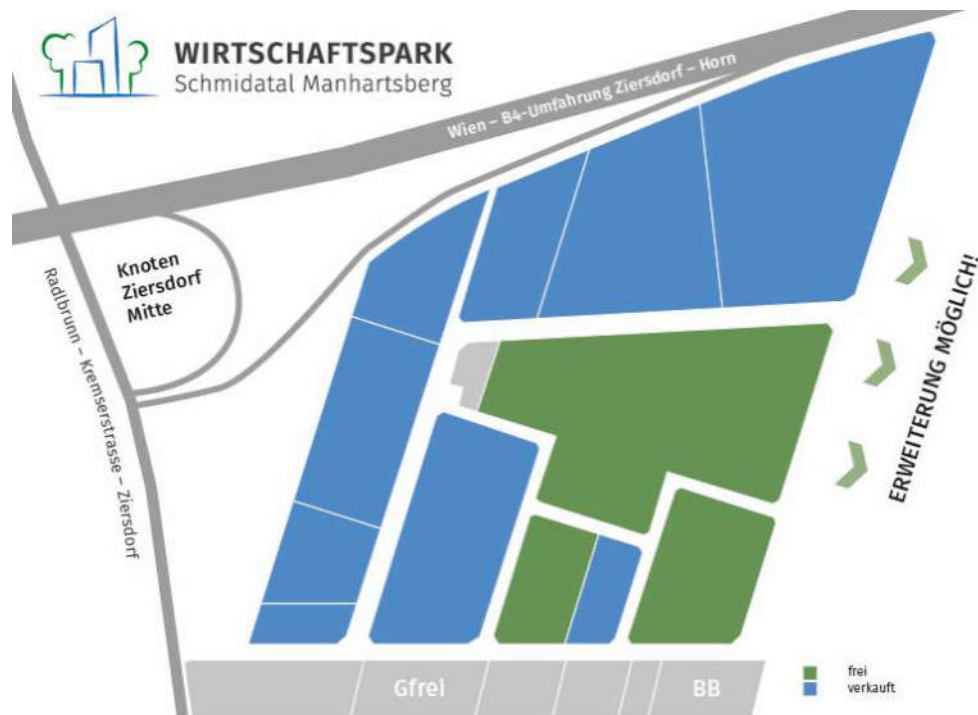 WIRTSCHAFTSPARK
Schmidatal Manhartsberg
Wien – B4-Umfahrung Ziersdorf – Horn
Knoten
Ziersdorf
Mitte
Radlbrunn – Kremserstrasse – Ziersdorf
ERWEITERUNG MÖGLICH!
Gfrei
BB
frei
verkauft